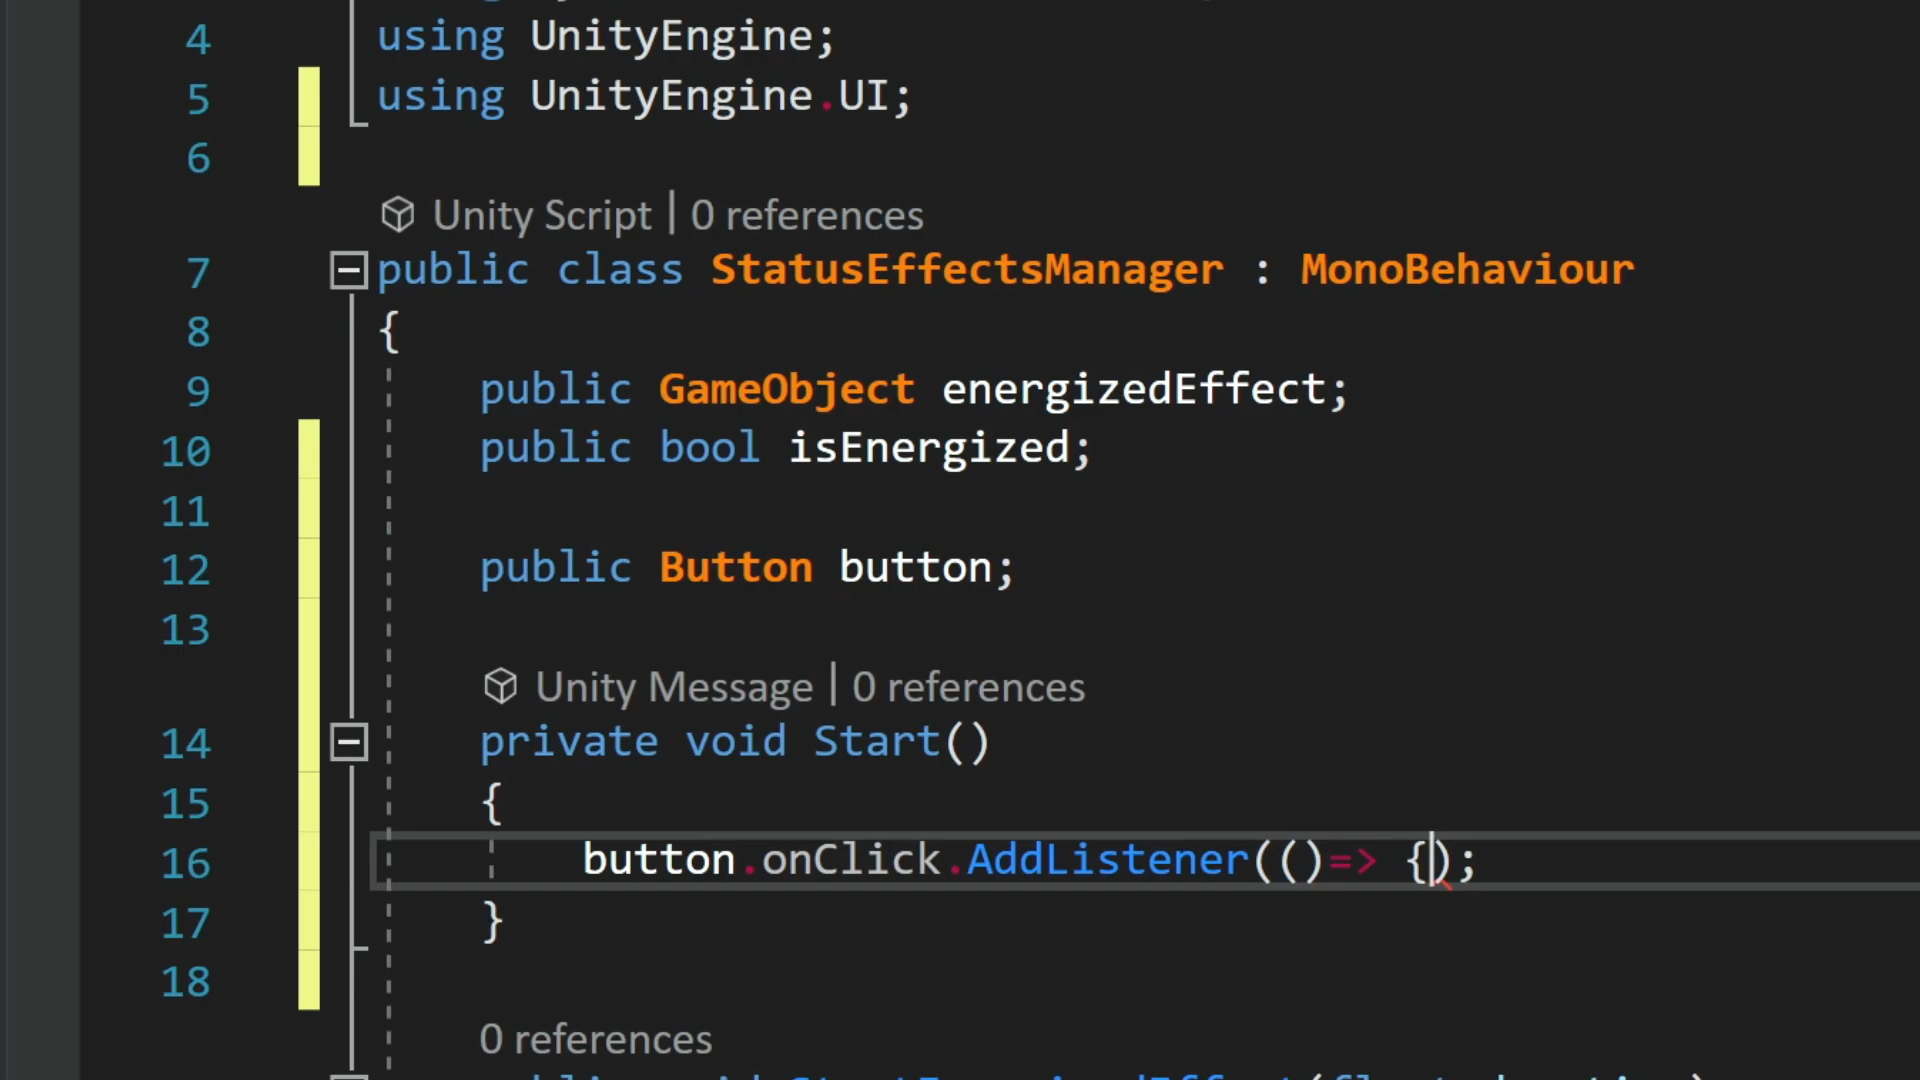 4 using UnityEngine;
5 using UnityEngine.UI;
6
Unity Script | 0 references
7 public class StatusEffectsManager : MonoBehaviour
8 {
9 public GameObject energizedEffect;
10 public bool isEnergized;
11
12 public Button button;
13
Unity Message | 0 references
14 private void Start()
15 {
16 button.onClick.AddListener(()=> {);
17 }
18
0 references